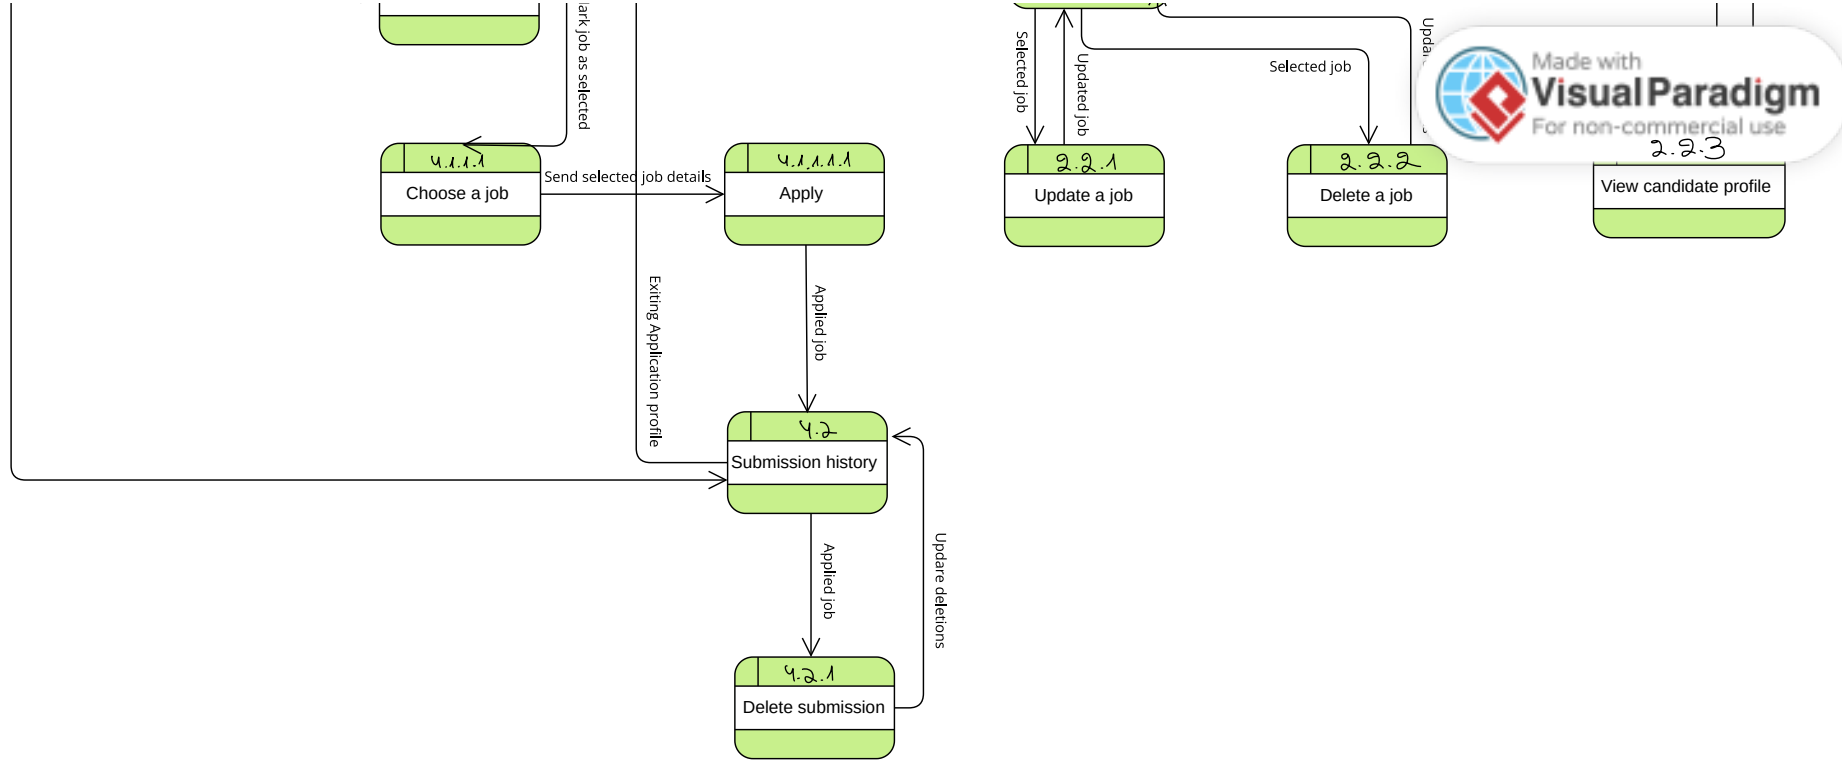 ark job as selected
Selected job
Updated job
Selected job
Made with
Visual Paradigm
For non-commercial use
4.1.1.1
Choose a job
Send selected job details
4.1.1.1.1
Apply
2.2.1
Update a job
2.2.2
Delete a job
2.2.3
View candidate profile
Exiting Application profile
Applied job
4.2
Submission history
Applied job
Updare deletions
4.2.1
Delete submission